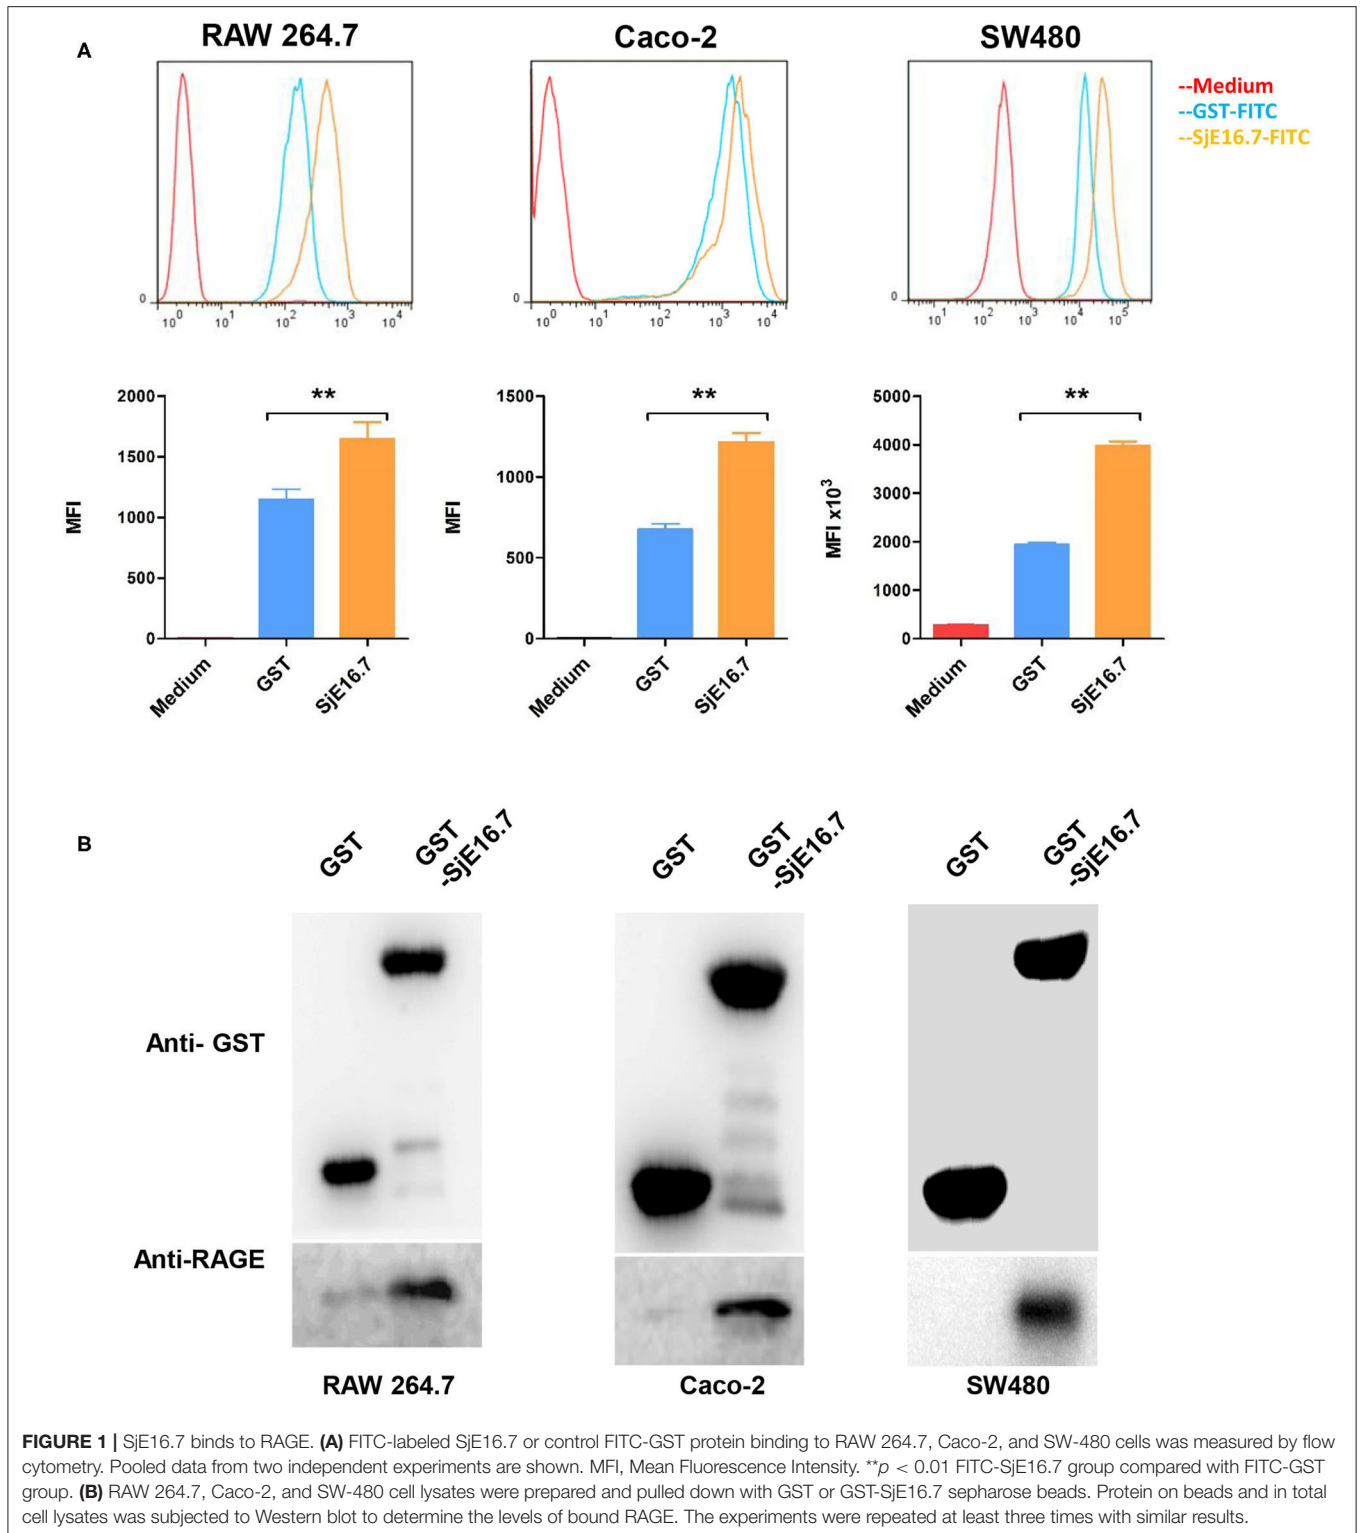 A
RAW 264.7
Caco-2
SW480
--Medium
--GST-FITC
--SjE16.7-FITC
0
10^0 10^1 10^2 10^3 10^4
0
10^0 10^1 10^2 10^3 10^4
0
10^1 10^2 10^3 10^4 10^5
MFI
2000
1500
1000
500
0
**
Medium
GST
SjE16.7
MFI
1500
1000
500
0
**
Medium
GST
SjE16.7
MFI x10^3
5000
4000
3000
2000
1000
0
**
Medium
GST
SjE16.7
B
GST
GST
-SjE16.7
GST
GST
-SjE16.7
GST
GST
-SjE16.7
Anti- GST
Anti-RAGE
RAW 264.7
Caco-2
SW480
FIGURE 1 | SjE16.7 binds to RAGE. (A) FITC-labeled SjE16.7 or control FITC-GST protein binding to RAW 264.7, Caco-2, and SW-480 cells was measured by flow
cytometry. Pooled data from two independent experiments are shown. MFI, Mean Fluorescence Intensity. **p < 0.01 FITC-SjE16.7 group compared with FITC-GST
group. (B) RAW 264.7, Caco-2, and SW-480 cell lysates were prepared and pulled down with GST or GST-SjE16.7 sepharose beads. Protein on beads and in total
cell lysates was subjected to Western blot to determine the levels of bound RAGE. The experiments were repeated at least three times with similar results.